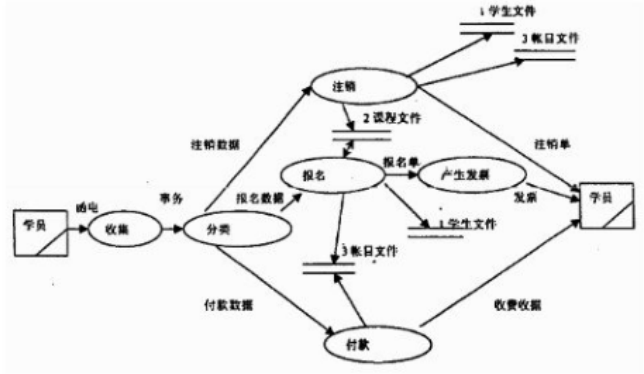 1 学生文件
3 帐目文件
注销
2 课程文件
注销数据
注销单
报名
报名单
产生发票
学员
函电
事务
报名数据
发票
学员
收集
分类
1 学生文件
3 帐目文件
付款数据
收费收据
付款